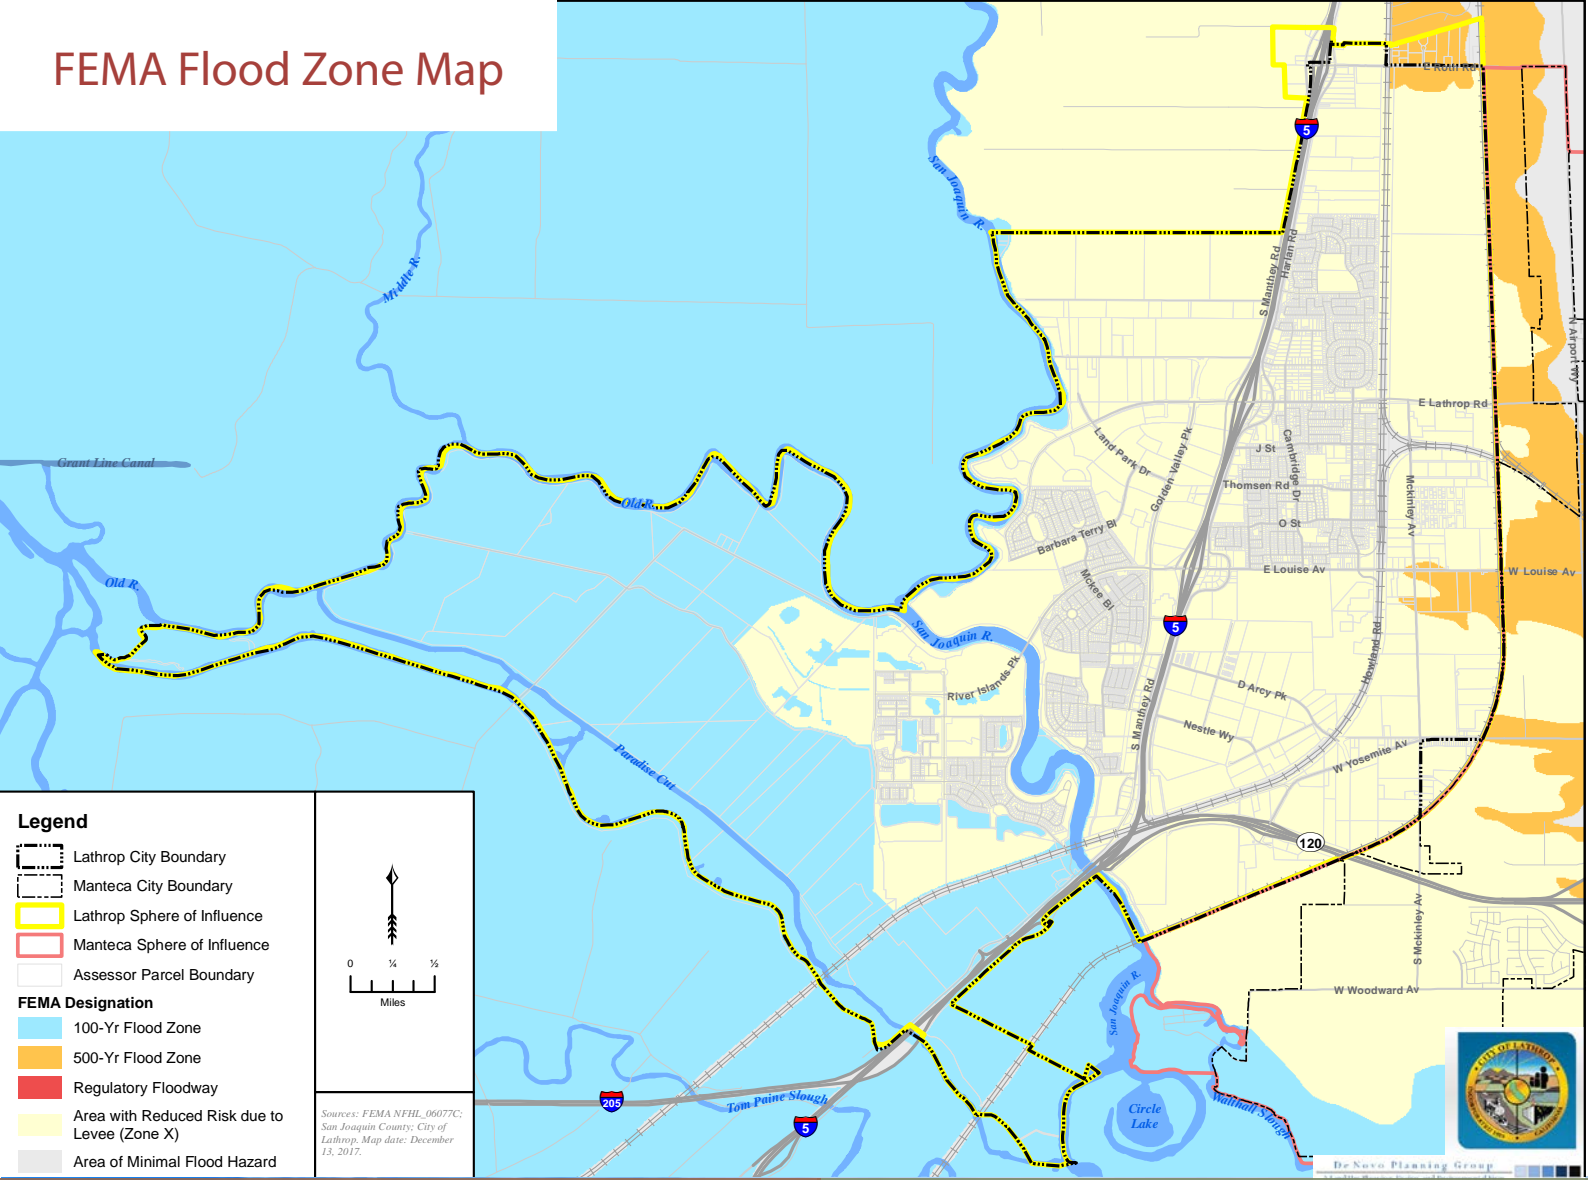 FEMA Flood Zone Map
E Roth Rd
5
San Joaquin R.
Middle R.
S Manthey Rd
Harlan Rd
N Airport Wy
E Lathrop Rd
Land Park Dr
Golden Valley Pk
J St
Cambridge Dr
Thomsen Rd
Mckinley Av
O St
Barbara Terry Bl
Grant Line Canal
Old R.
E Louise Av
W Louise Av
Mckee Bl
Old R.
5
San Joaquin R.
Howland Rd
River Islands Pk
D Arcy Pk
S Manthey Rd
Nestle Wy
W Yosemite Av
Paradise Cut
120
S Mckinley Av
W Woodward Av
San Joaquin R.
Circle
Lake
Walthall Slough
205
Tom Paine Slough
5
Legend
Lathrop City Boundary
Manteca City Boundary
Lathrop Sphere of Influence
Manteca Sphere of Influence
Assessor Parcel Boundary
FEMA Designation
100-Yr Flood Zone
500-Yr Flood Zone
Regulatory Floodway
Area with Reduced Risk due to
Levee (Zone X)
Area of Minimal Flood Hazard
0 ¼ ½
Miles
Sources: FEMA NFHL_06077C;
San Joaquin County; City of
Lathrop. Map date: December
13, 2017.
CITY OF LATHROP
CALIFORNIA
De Novo Planning Group